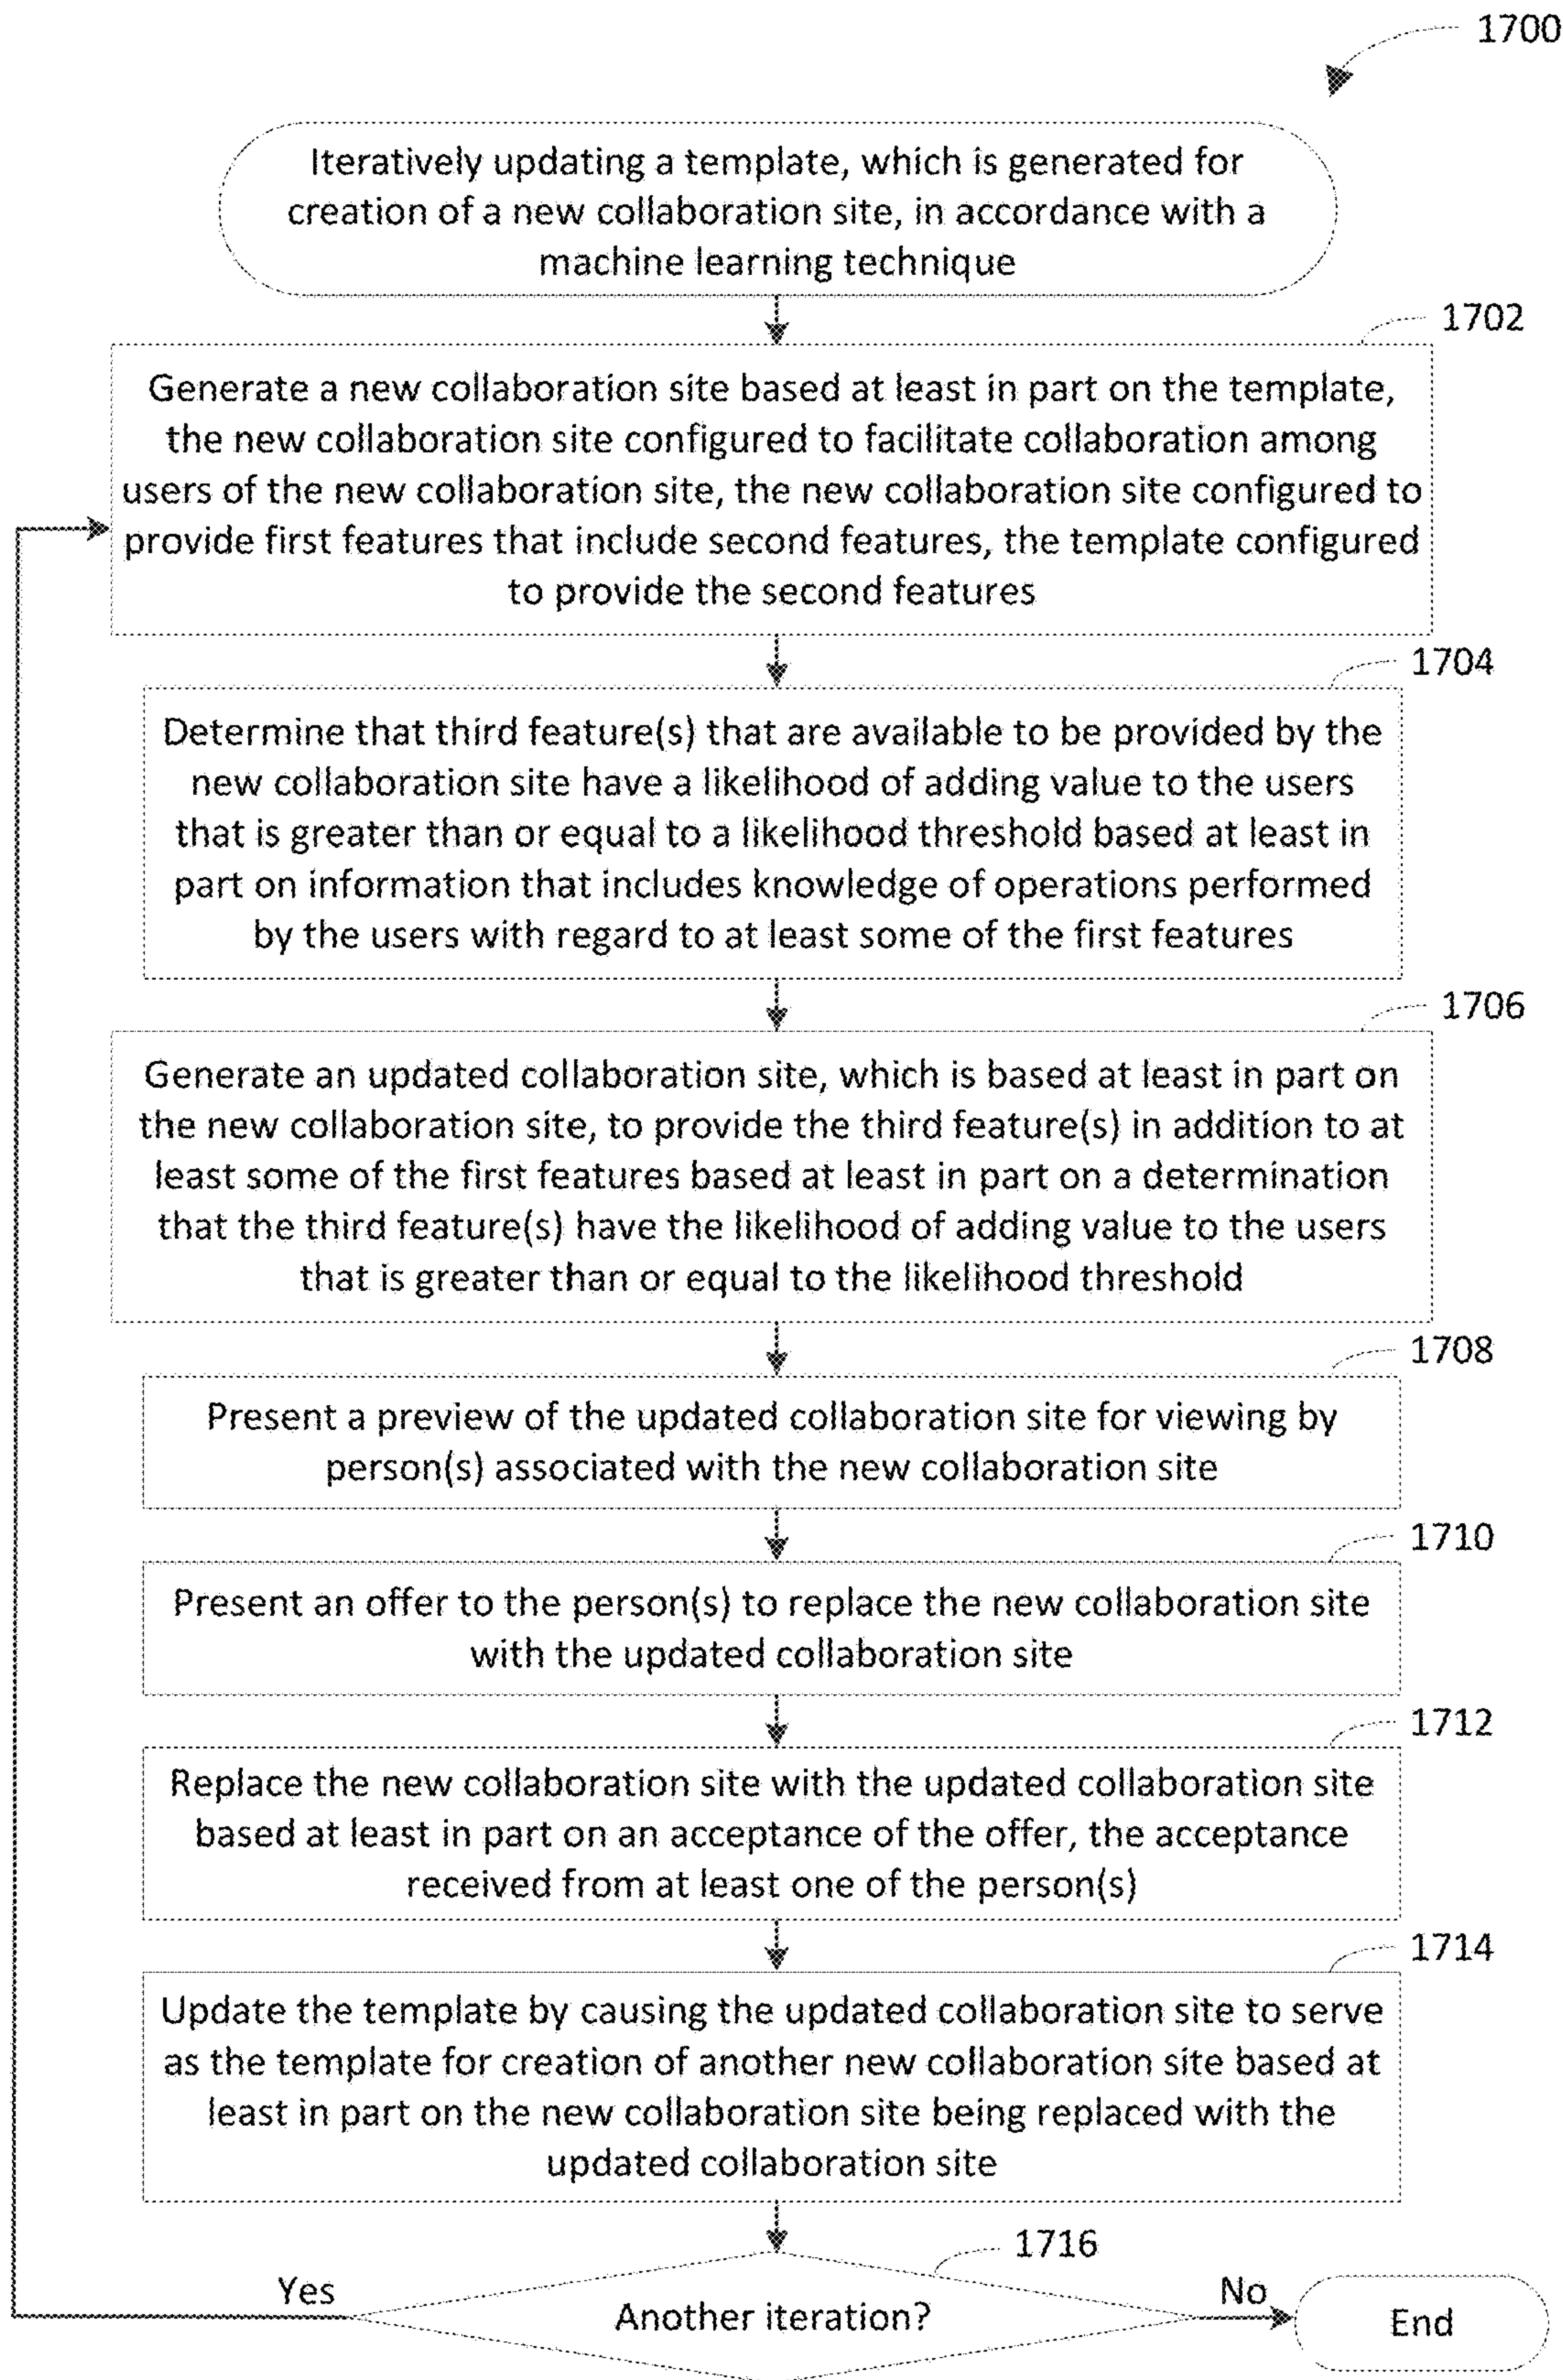 1700
Iteratively updating a template, which is generated for
creation of a new collaboration site, in accordance with a
machine learning technique
1702
Generate a new collaboration site based at least in part on the template,
the new collaboration site configured to facilitate collaboration among
users of the new collaboration site, the new collaboration site configured to
provide first features that include second features, the template configured
to provide the second features
1704
Determine that third feature(s) that are available to be provided by the
new collaboration site have a likelihood of adding value to the users
that is greater than or equal to a likelihood threshold based at least in
part on information that includes knowledge of operations performed
by the users with regard to at least some of the first features
1706
Generate an updated collaboration site, which is based at least in part on
the new collaboration site, to provide the third feature(s) in addition to at
least some of the first features based at least in part on a determination
that the third feature(s) have the likelihood of adding value to the users
that is greater than or equal to the likelihood threshold
1708
Present a preview of the updated collaboration site for viewing by
person(s) associated with the new collaboration site
1710
Present an offer to the person(s) to replace the new collaboration site
with the updated collaboration site
1712
Replace the new collaboration site with the updated collaboration site
based at least in part on an acceptance of the offer, the acceptance
received from at least one of the person(s)
1714
Update the template by causing the updated collaboration site to serve
as the template for creation of another new collaboration site based at
least in part on the new collaboration site being replaced with the
updated collaboration site
1716
Yes
Another iteration?
No
End